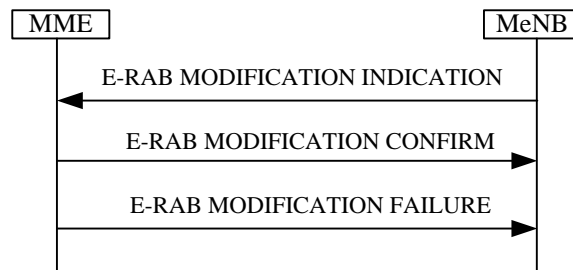 MME
MeNB
E-RAB MODIFICATION INDICATION
E-RAB MODIFICATION CONFIRM
E-RAB MODIFICATION FAILURE